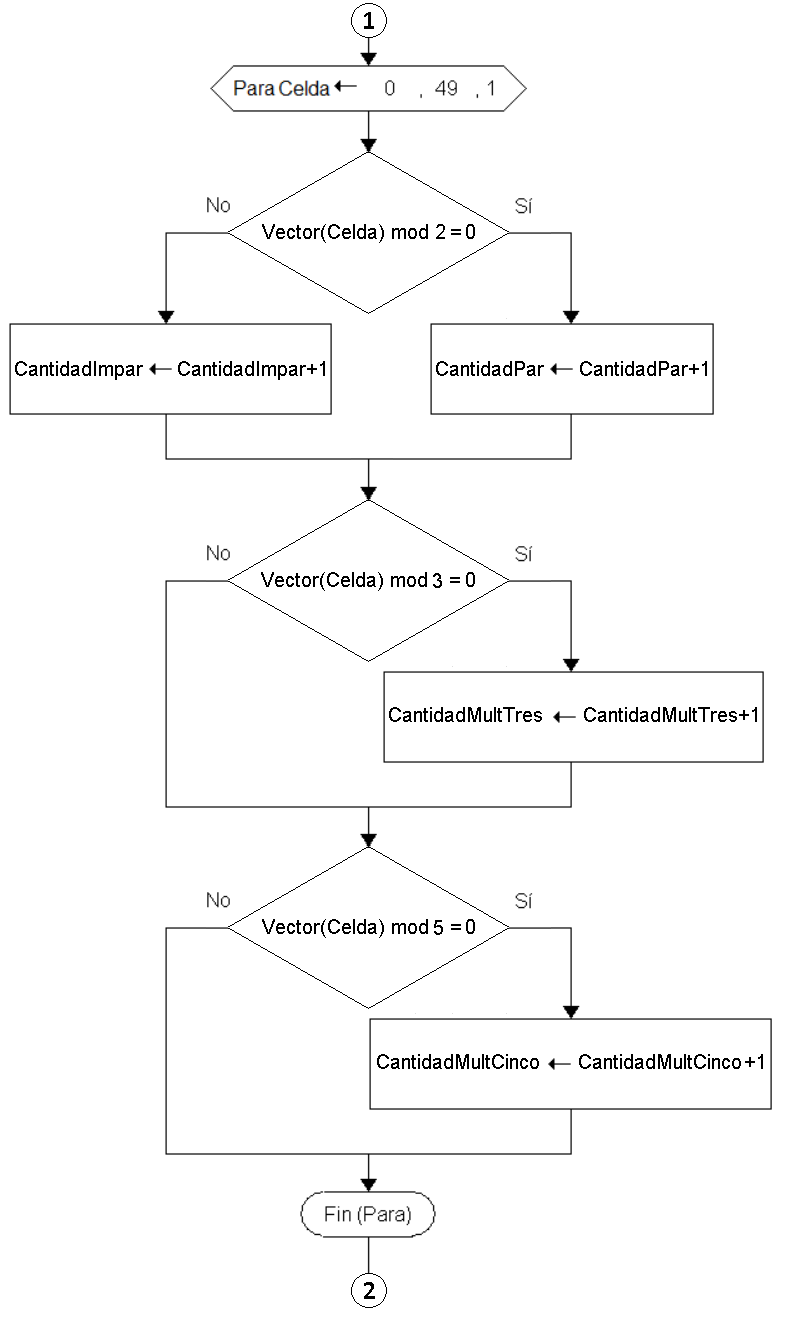 1
Para Celda ← 0 , 49 , 1
No
Sí
Vector(Celda) mod 2 = 0
CantidadImpar ← CantidadImpar+1
CantidadPar ← CantidadPar+1
No
Sí
Vector(Celda) mod 3 = 0
CantidadMultTres ← CantidadMultTres+1
No
Sí
Vector(Celda) mod 5 = 0
CantidadMultCinco ← CantidadMultCinco+1
Fin (Para)
2